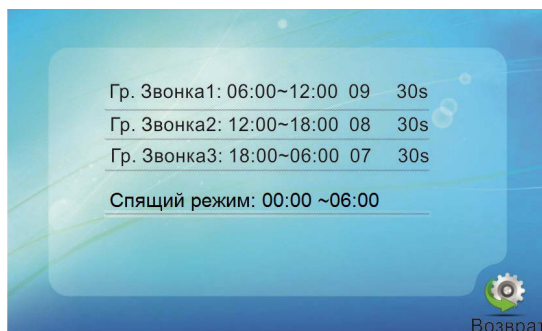 Гр. Звонка1: 06:00~12:00 09 30s
Гр. Звонка2: 12:00~18:00 08 30s
Гр. Звонка3: 18:00~06:00 07 30s
Спящий режим: 00:00 ~06:00
Возврат